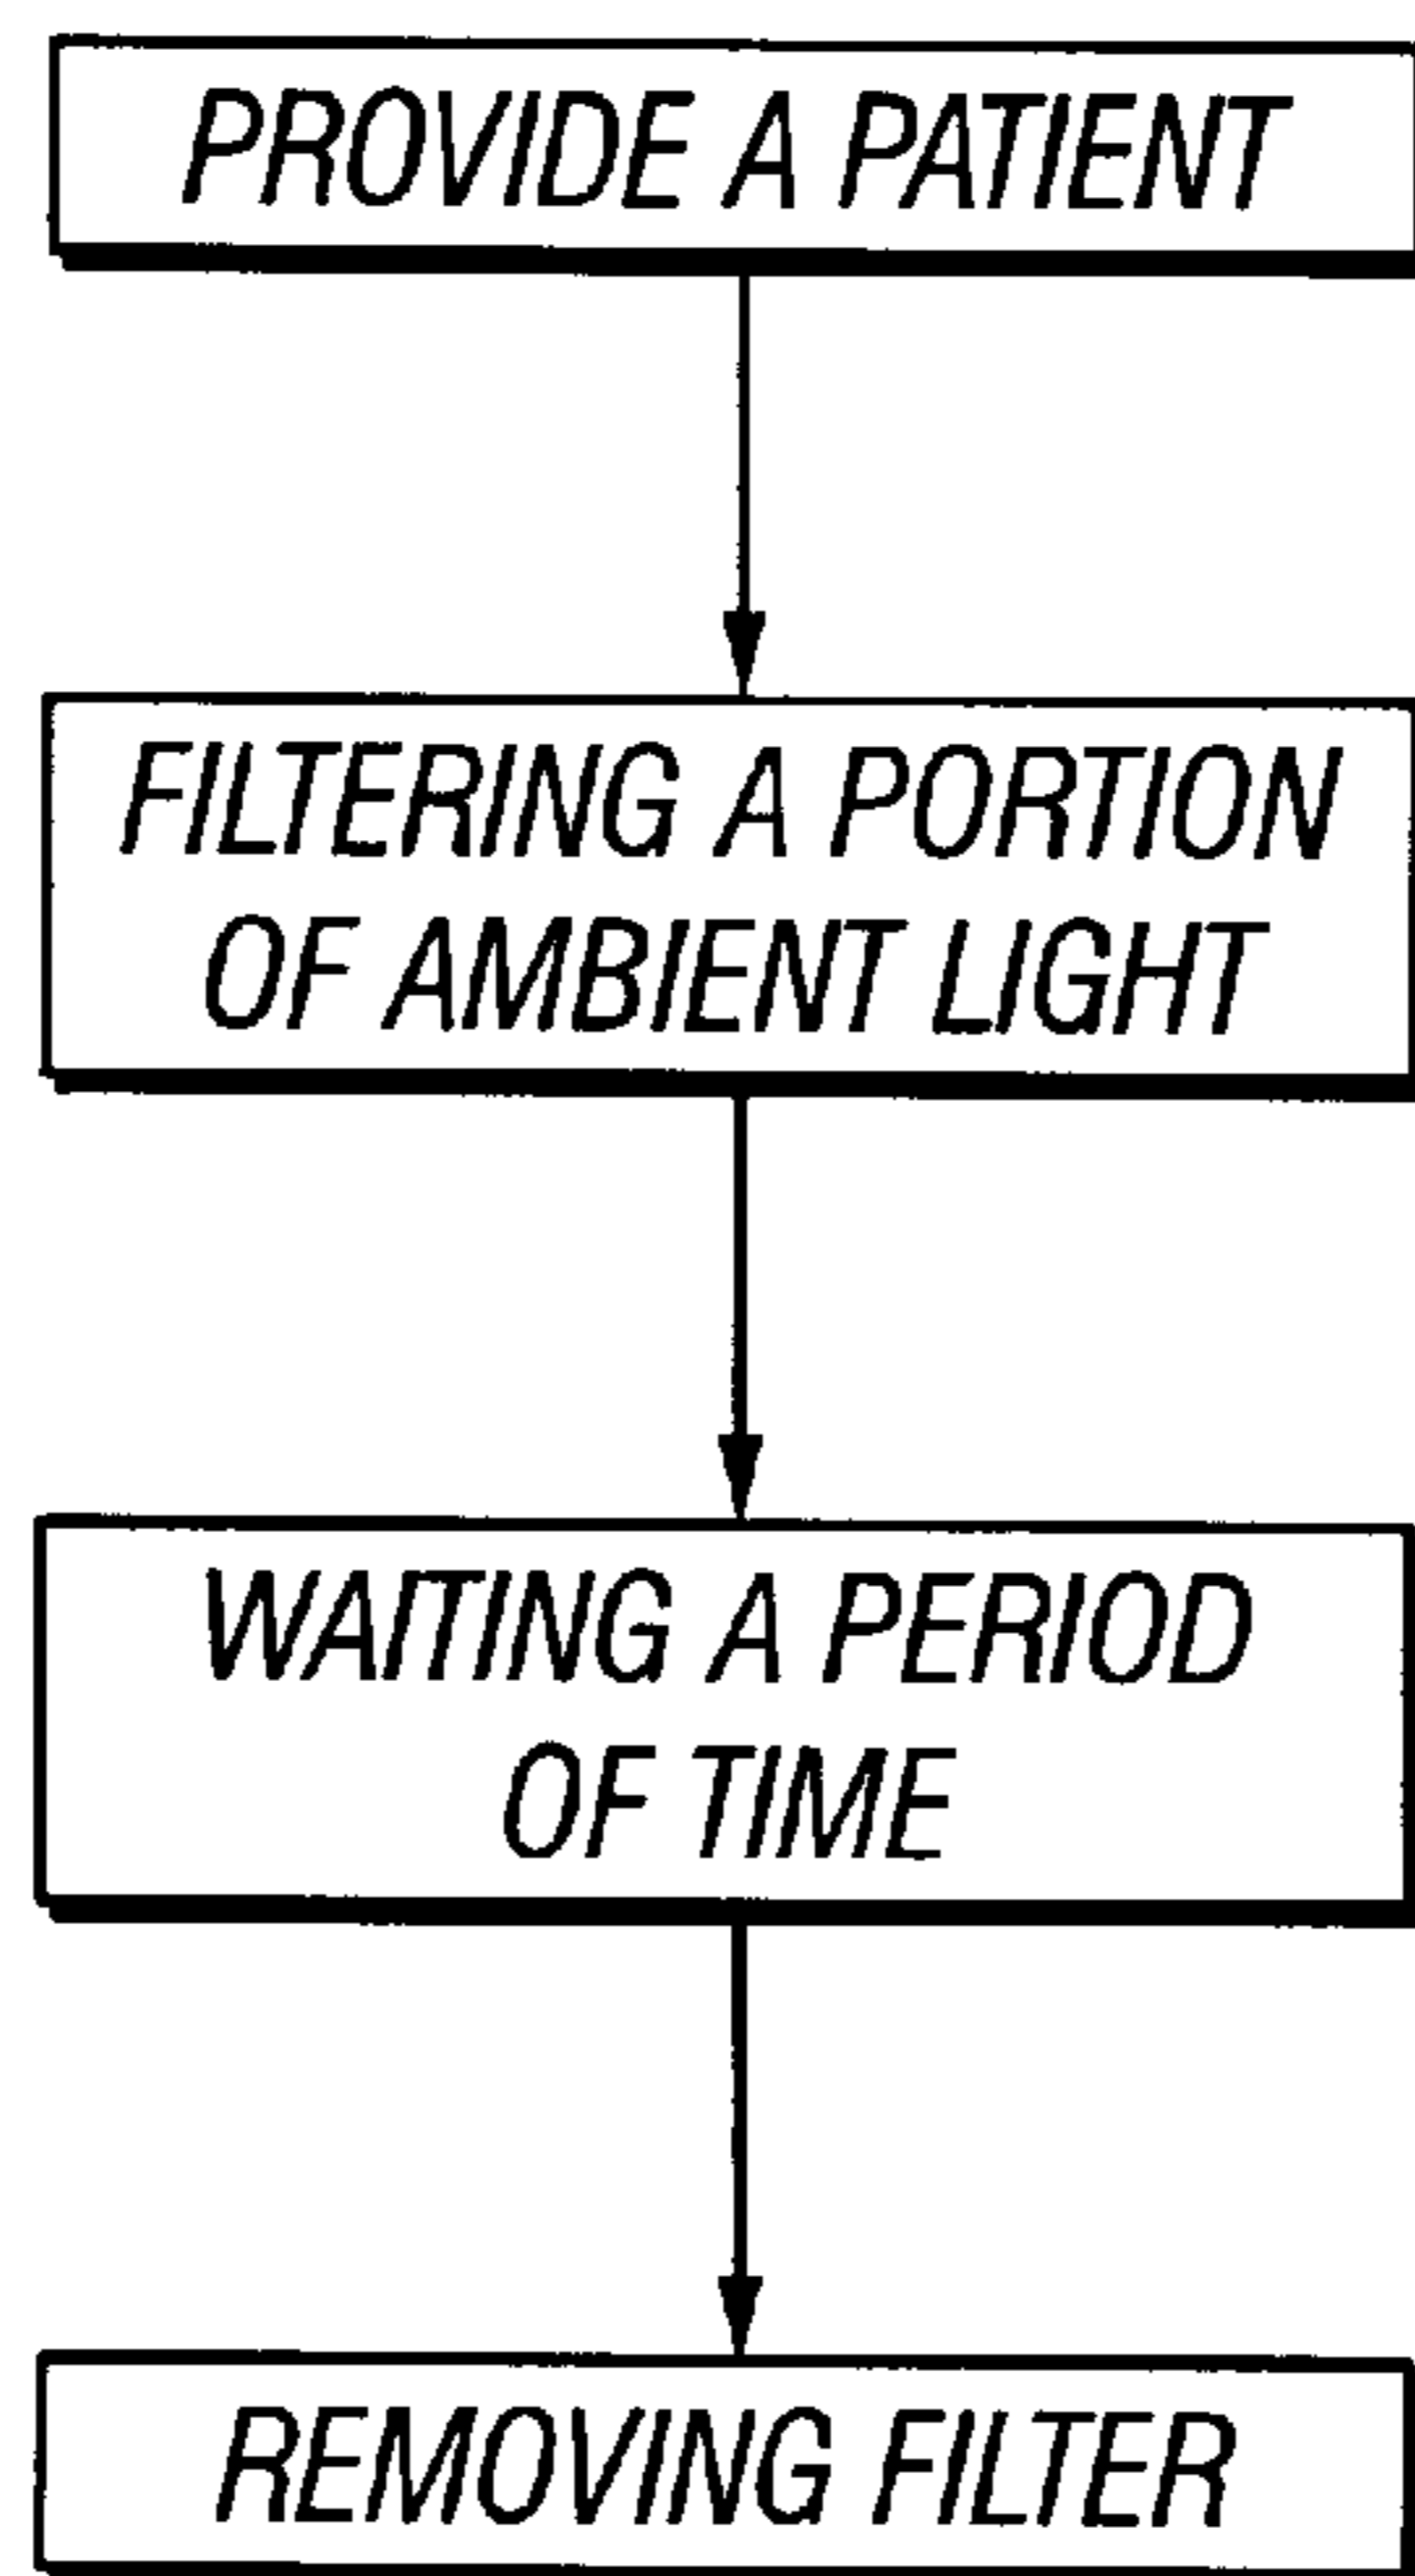 PROVIDE A PATIENT
FILTERING A PORTION
OF AMBIENT LIGHT
WAITING A PERIOD
OF TIME
REMOVING FILTER